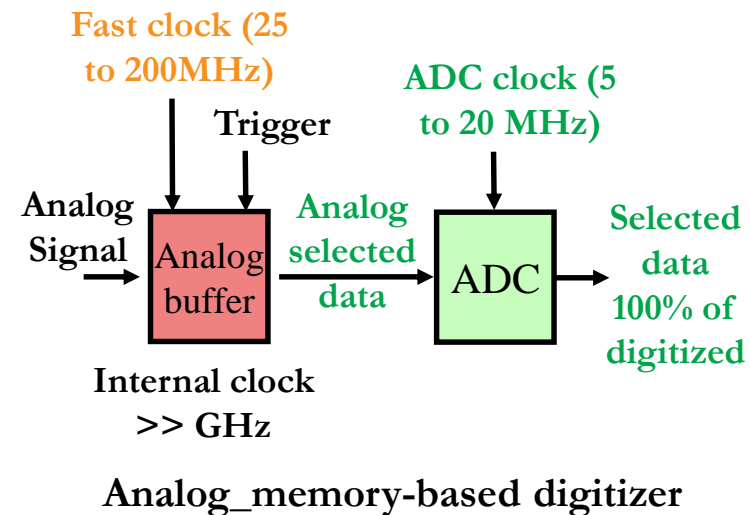 Fast clock (25
to 200MHz)
ADC clock (5
to 20 MHz)
Trigger
Analog
Signal
Analog
buffer
Analog
selected
data
ADC
Selected
data
100% of
digitized
Internal clock
>> GHz
Analog_memory-based digitizer